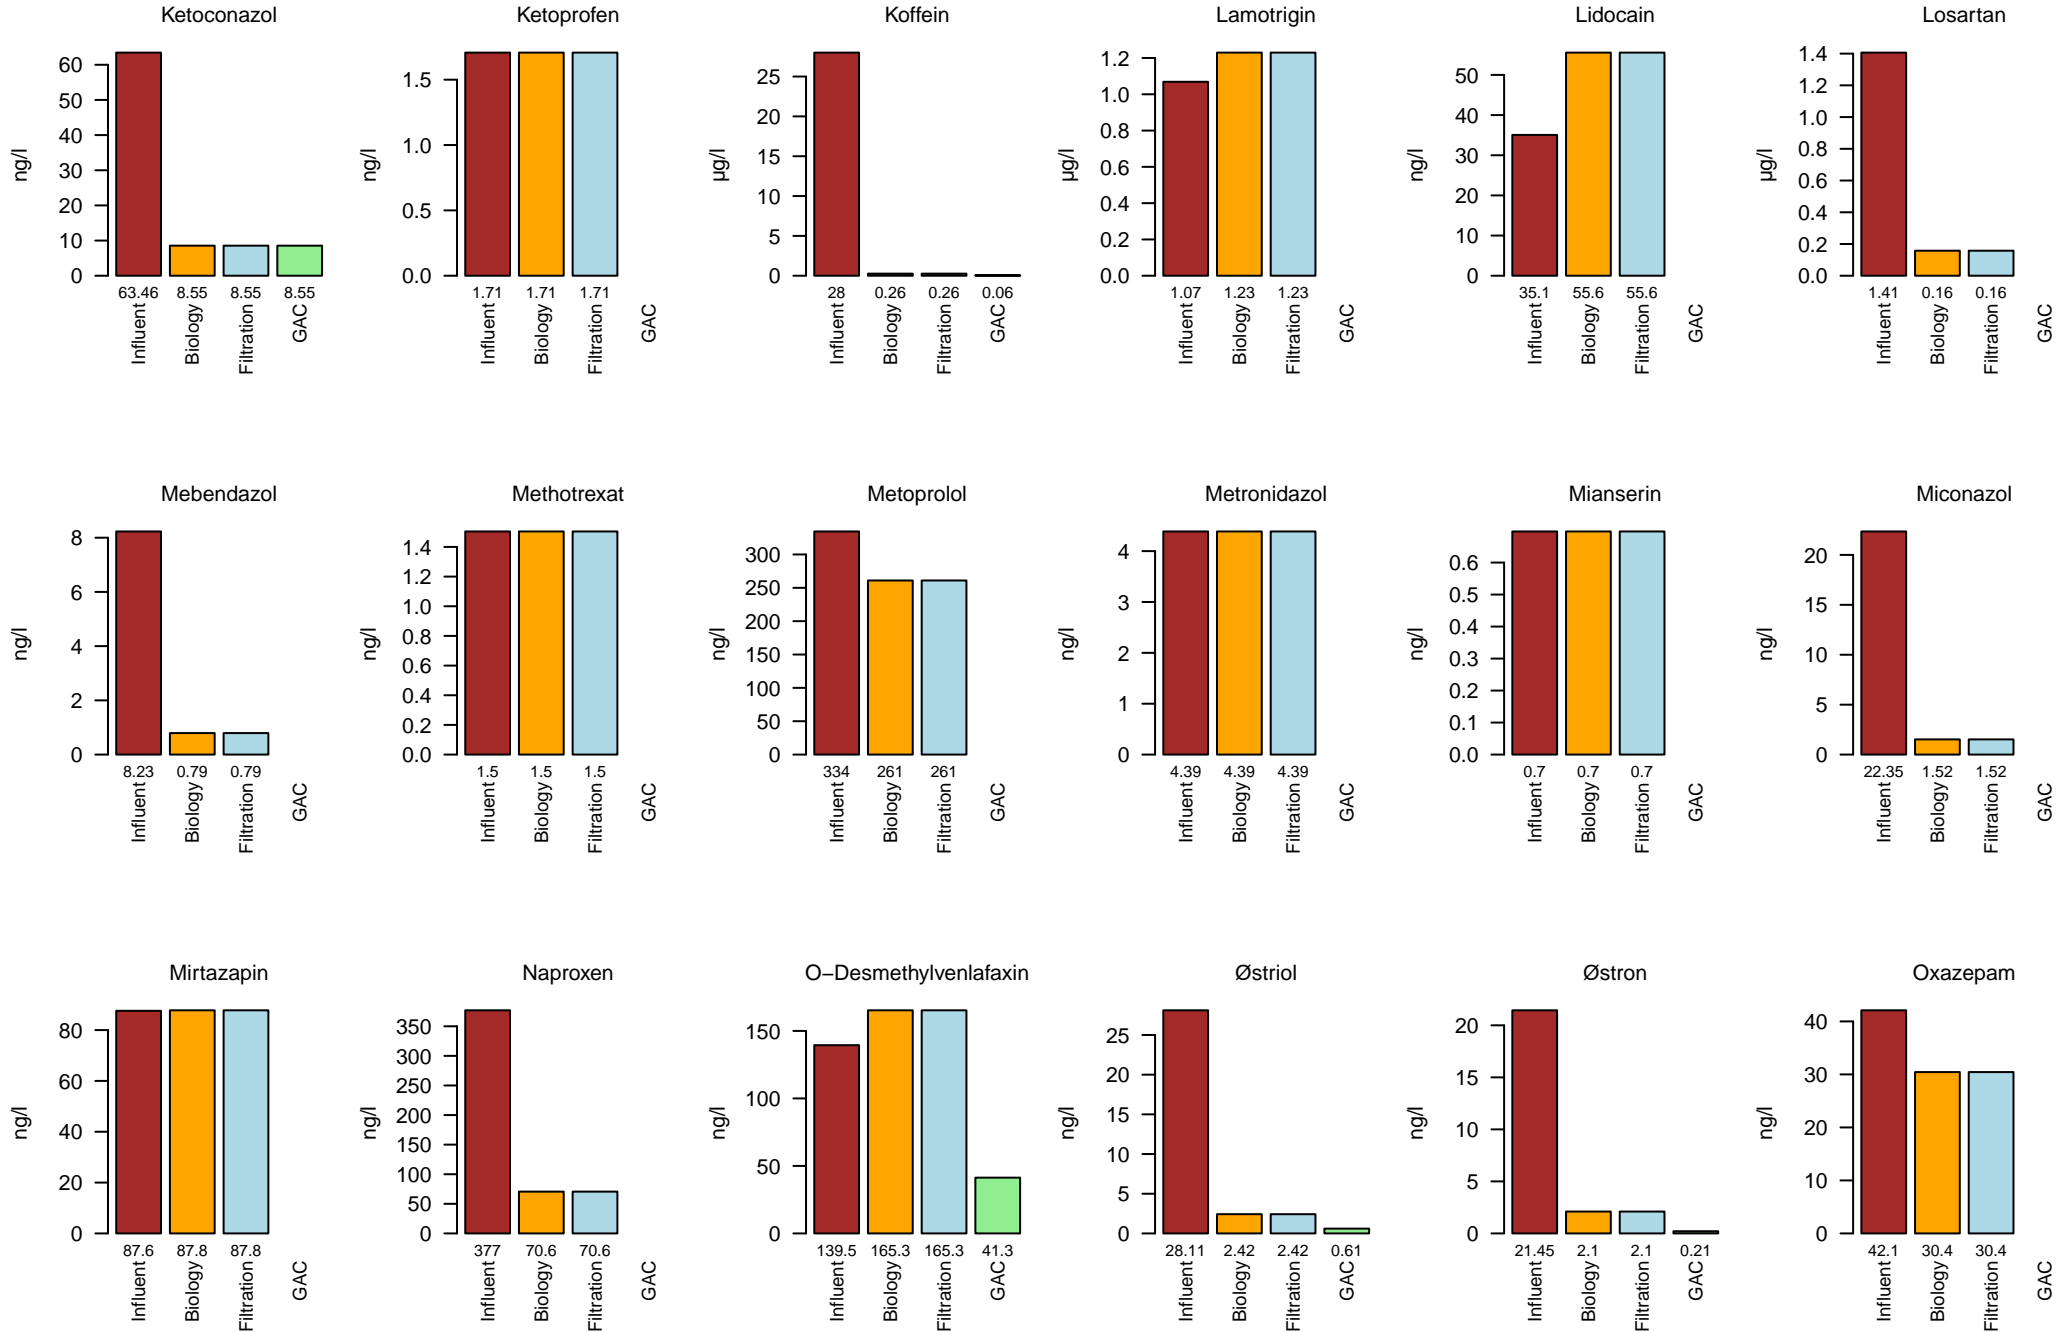 Ketoconazol
ng/l
60
50
40
30
20
10
0
63.46 8.55 8.55 8.55
Influent Biology Filtration GAC
Ketoprofen
ng/l
1.5
1.0
0.5
0.0
1.71 1.71 1.71
Influent Biology Filtration GAC
Koffein
µg/l
25
20
15
10
5
0
28 0.26 0.26 0.06
Influent Biology Filtration GAC
Lamotrigin
µg/l
1.2
1.0
0.8
0.6
0.4
0.2
0.0
1.07 1.23 1.23
Influent Biology Filtration GAC
Lidocain
ng/l
50
40
30
20
10
0
35.1 55.6 55.6
Influent Biology Filtration GAC
Losartan
µg/l
1.4
1.2
1.0
0.8
0.6
0.4
0.2
0.0
1.41 0.16 0.16
Influent Biology Filtration GAC
Mebendazol
ng/l
8
6
4
2
0
8.23 0.79 0.79
Influent Biology Filtration GAC
Methotrexat
ng/l
1.4
1.2
1.0
0.8
0.6
0.4
0.2
0.0
1.5 1.5 1.5
Influent Biology Filtration GAC
Metoprolol
ng/l
300
250
200
150
100
50
0
334 261 261
Influent Biology Filtration GAC
Metronidazol
ng/l
4
3
2
1
0
4.39 4.39 4.39
Influent Biology Filtration GAC
Mianserin
ng/l
0.6
0.5
0.4
0.3
0.2
0.1
0.0
0.7 0.7 0.7
Influent Biology Filtration GAC
Miconazol
ng/l
20
15
10
5
0
22.35 1.52 1.52
Influent Biology Filtration GAC
Mirtazapin
ng/l
80
60
40
20
0
87.6 87.8 87.8
Influent Biology Filtration GAC
Naproxen
ng/l
350
300
250
200
150
100
50
0
377 70.6 70.6
Influent Biology Filtration GAC
O−Desmethylvenlafaxin
ng/l
150
100
50
0
139.5 165.3 165.3 41.3
Influent Biology Filtration GAC
Østriol
ng/l
25
20
15
10
5
0
28.11 2.42 2.42 0.61
Influent Biology Filtration GAC
Østron
ng/l
20
15
10
5
0
21.45 2.1 2.1 0.21
Influent Biology Filtration GAC
Oxazepam
ng/l
40
30
20
10
0
42.1 30.4 30.4
Influent Biology Filtration GAC